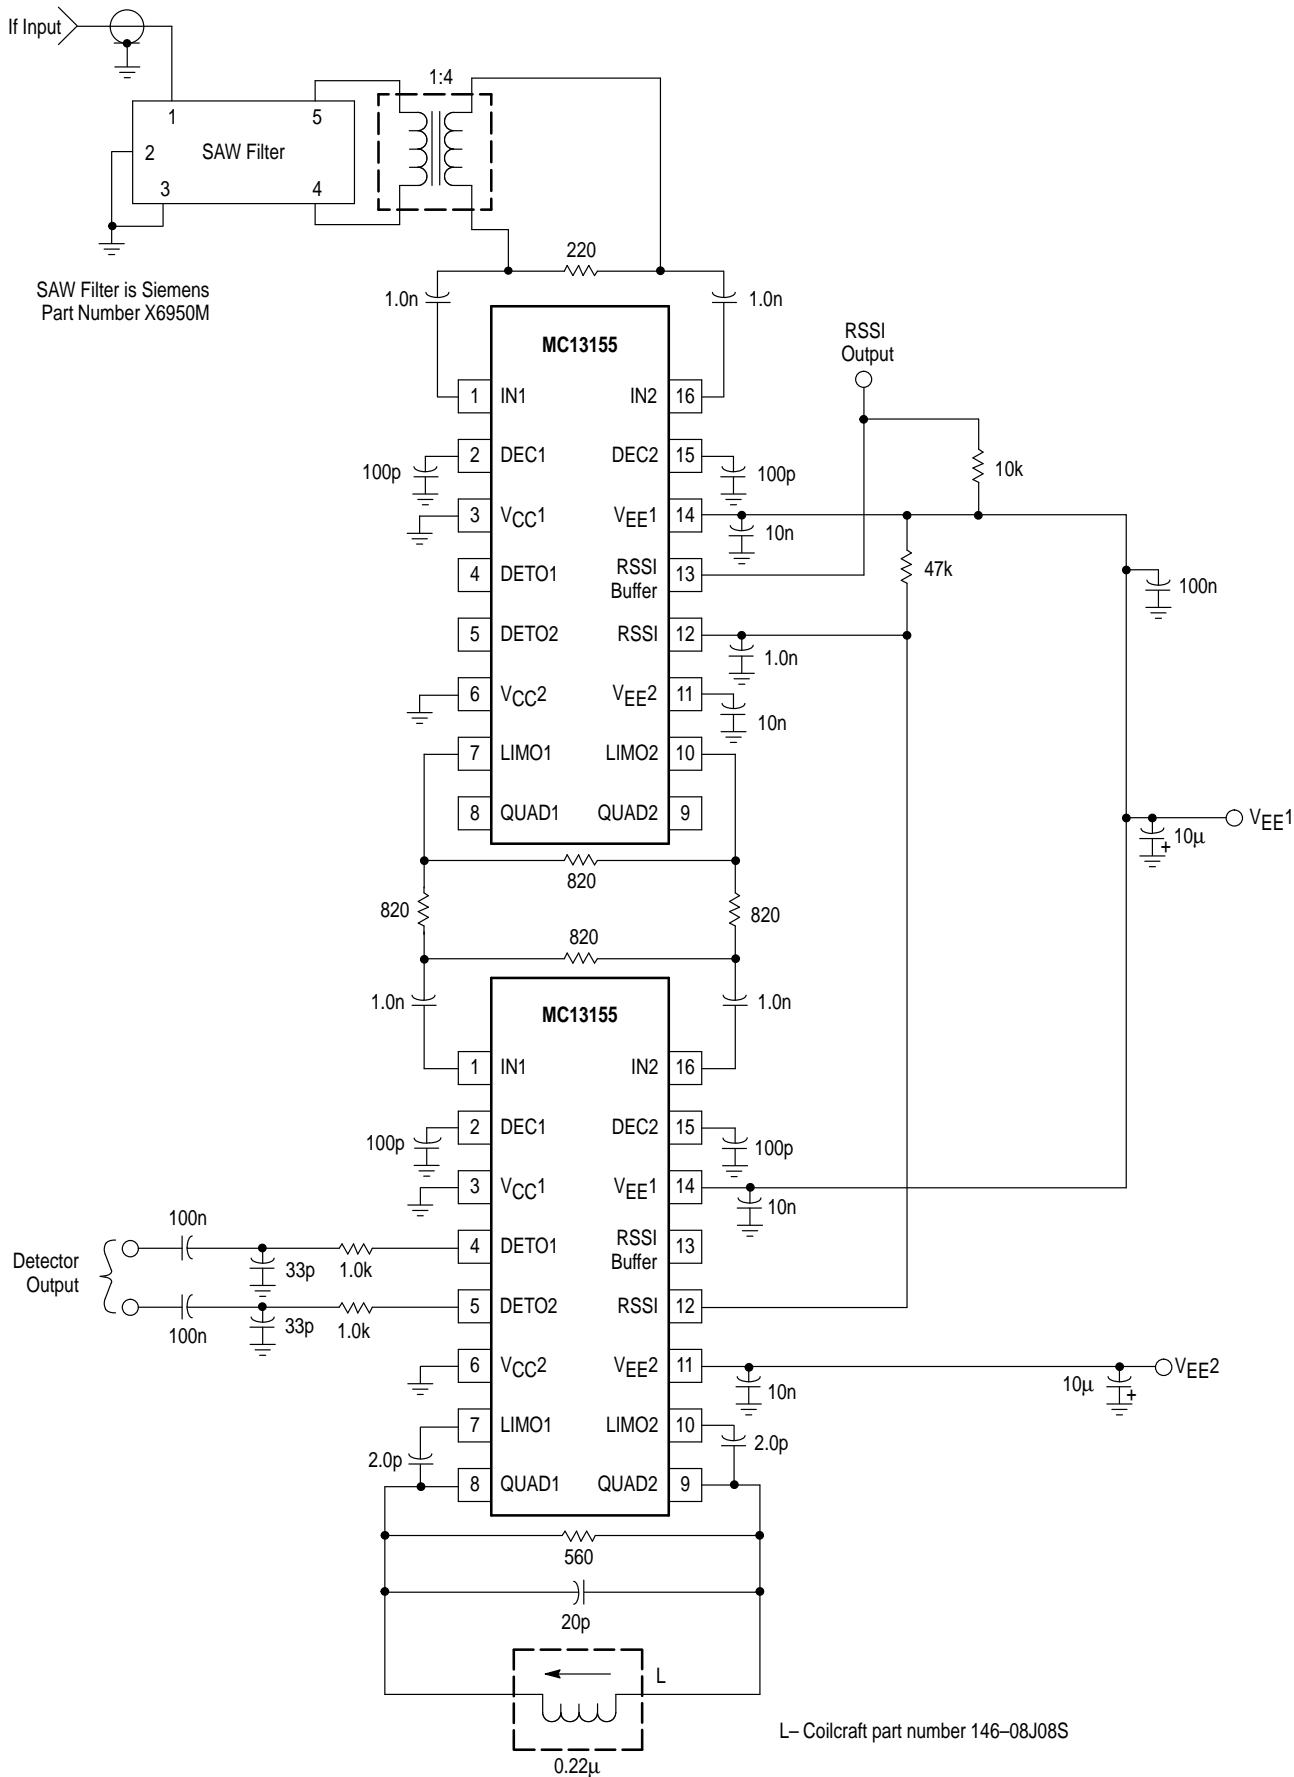 If Input
1:4
1
5
2
SAW Filter
3
4
220
SAW Filter is Siemens
Part Number X6950M
1.0n
1.0n
MC13155
RSSI
Output
1 IN1 IN2 16
100p
2 DEC1 DEC2 15
100p
10k
3 VCC1 VEE1 14
10n
4 DETO1 RSSI
Buffer 13
47k
100n
5 DETO2 RSSI 12
1.0n
6 VCC2 VEE2 11
10n
7 LIMO1 LIMO2 10
8 QUAD1 QUAD2 9
VEE1
10µ
+
820
820
820
820
1.0n
1.0n
MC13155
1 IN1 IN2 16
100p
2 DEC1 DEC2 15
100p
3 VCC1 VEE1 14
10n
100n
Detector
Output
33p
1.0k
4 DETO1 RSSI
Buffer 13
100n
33p
1.0k
5 DETO2 RSSI 12
6 VCC2 VEE2 11
10n
10µ
+
VEE2
7 LIMO1 LIMO2 10
2.0p
2.0p
8 QUAD1 QUAD2 9
560
20p
L
0.22µ
L– Coilcraft part number 146–08J08S